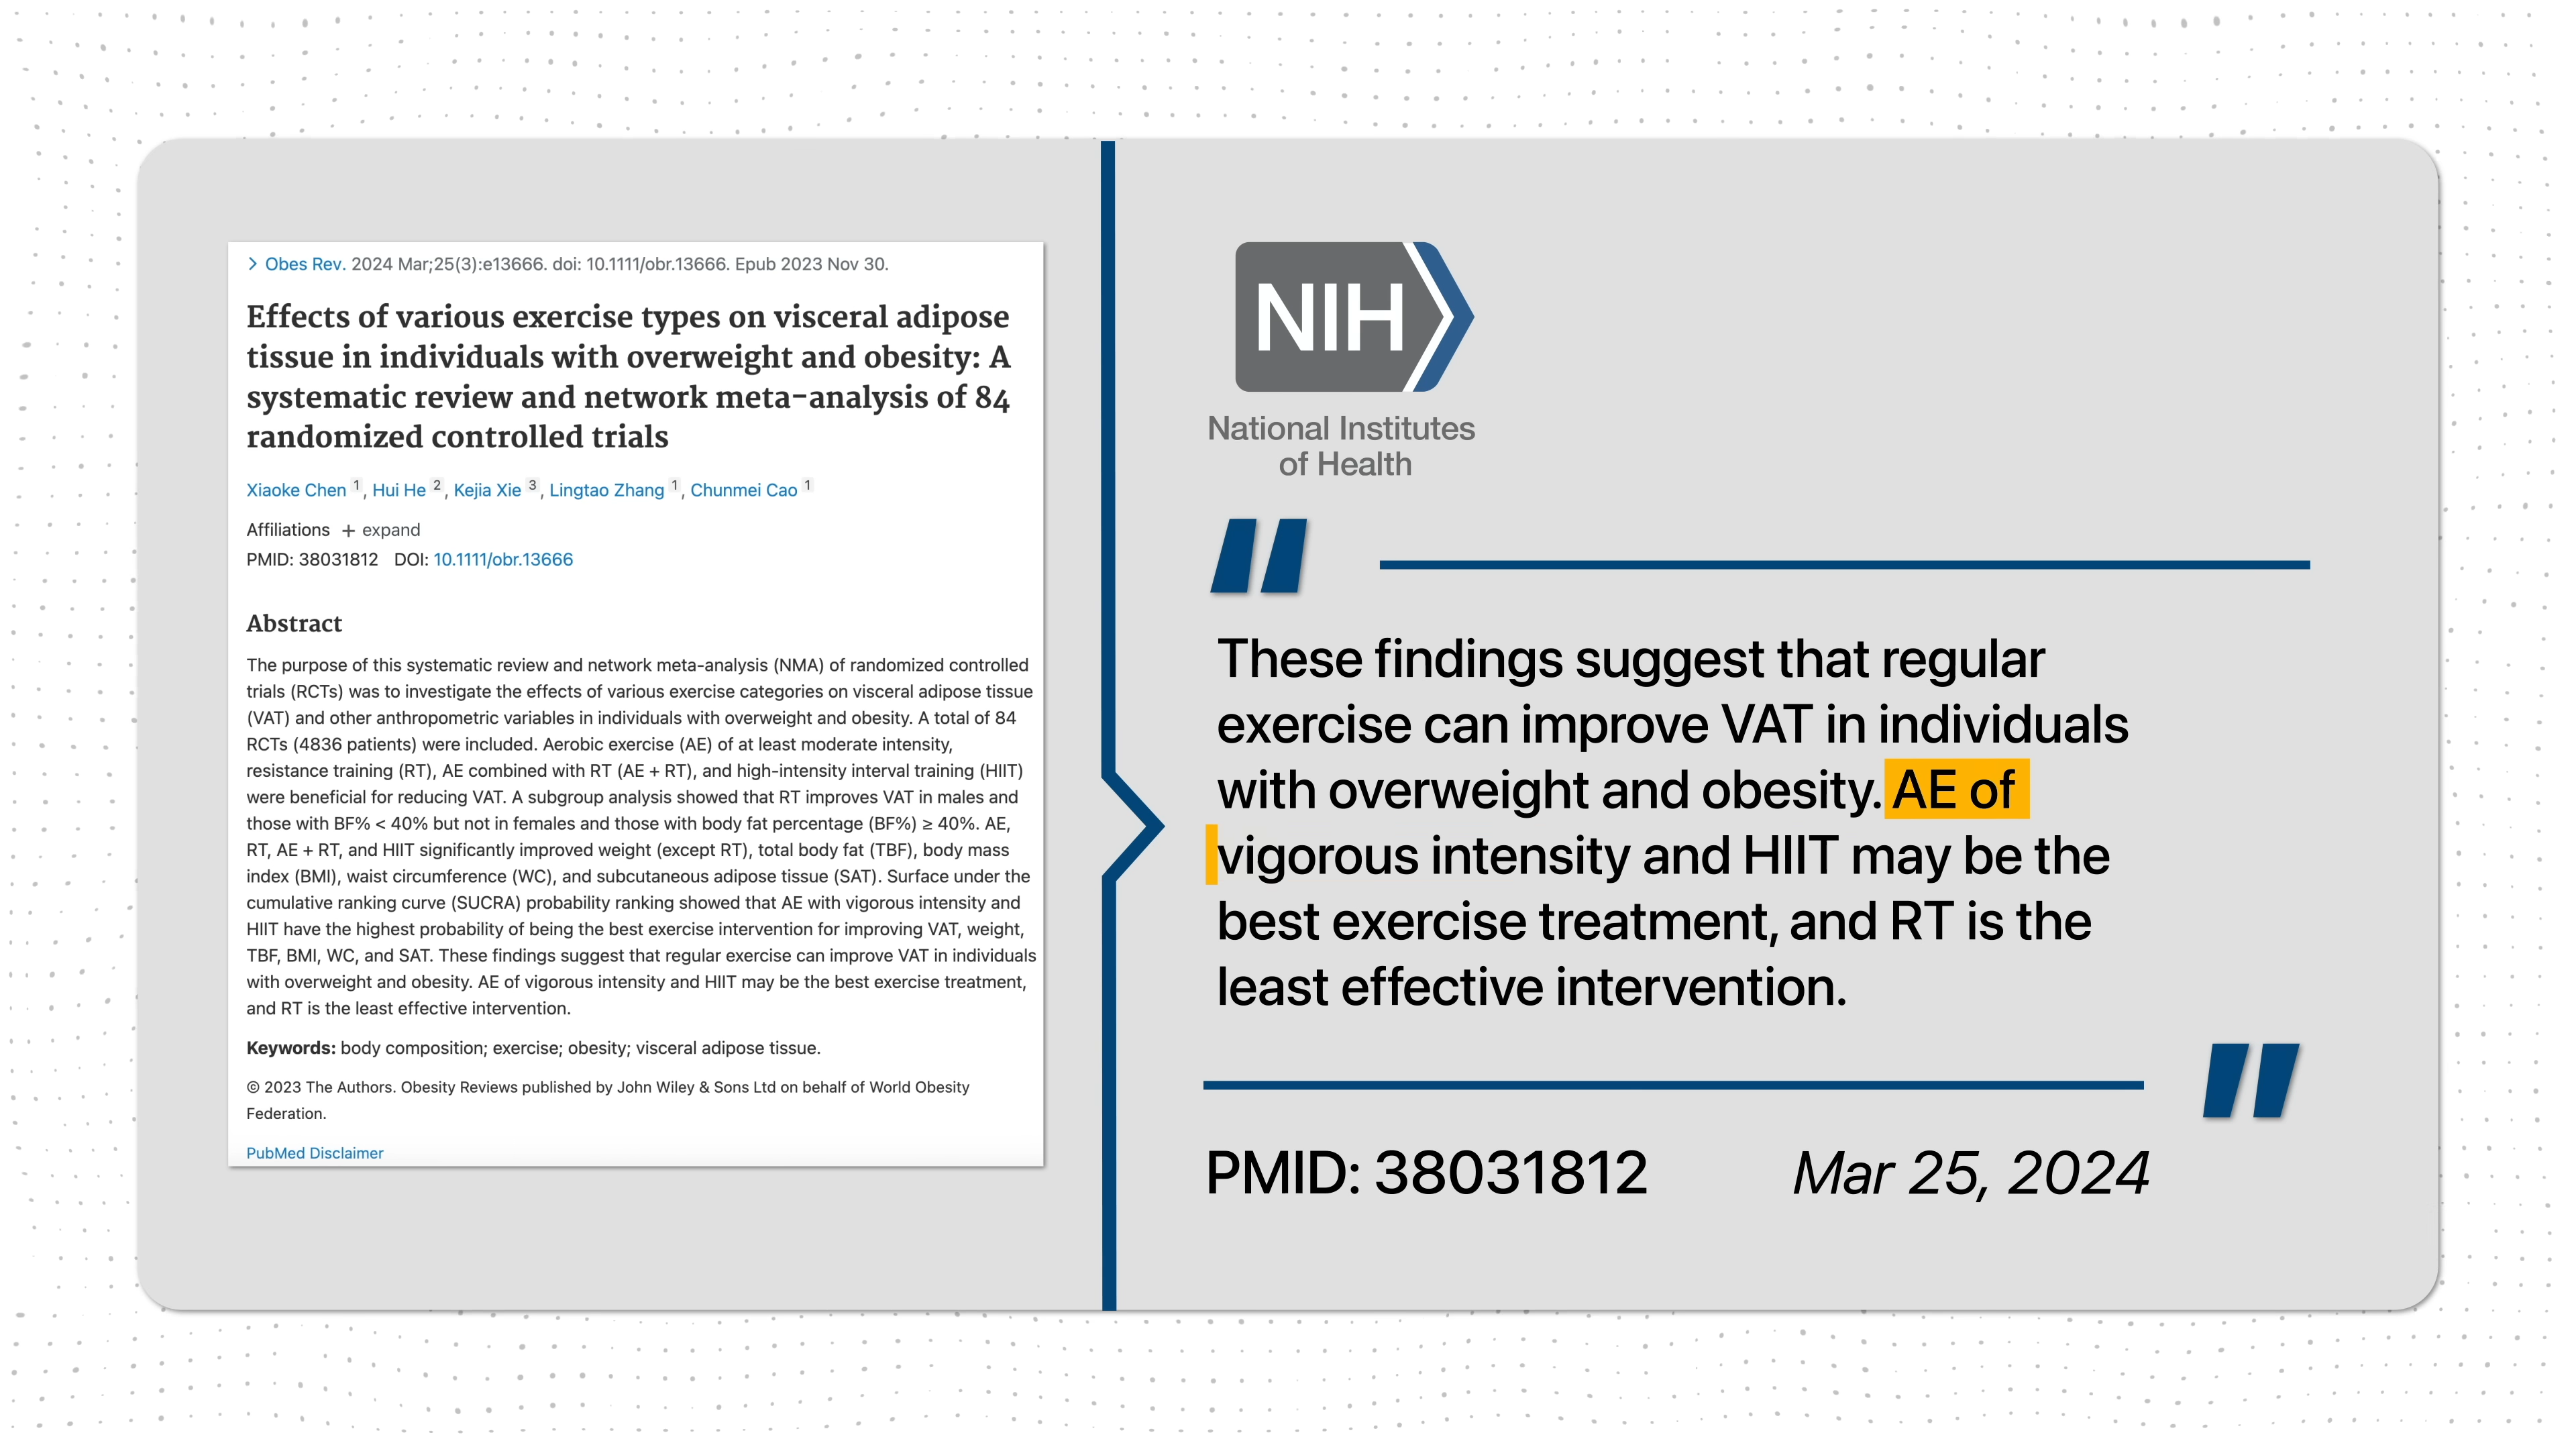 > Obes Rev. 2024 Mar;25(3):e13666. doi: 10.1111/obr.13666. Epub 2023 Nov 30.
Effects of various exercise types on visceral adipose
tissue in individuals with overweight and obesity: A
systematic review and network meta-analysis of 84
randomized controlled trials
Xiaoke Chen 1, Hui He 2, Kejia Xie 3, Lingtao Zhang 1, Chunmei Cao 1
Affiliations + expand
PMID: 38031812 DOI: 10.1111/obr.13666
Abstract
The purpose of this systematic review and network meta-analysis (NMA) of randomized controlled
trials (RCTs) was to investigate the effects of various exercise categories on visceral adipose tissue
(VAT) and other anthropometric variables in individuals with overweight and obesity. A total of 84
RCTs (4836 patients) were included. Aerobic exercise (AE) of at least moderate intensity,
resistance training (RT), AE combined with RT (AE + RT), and high-intensity interval training (HIIT)
were beneficial for reducing VAT. A subgroup analysis showed that RT improves VAT in males and
those with BF% < 40% but not in females and those with body fat percentage (BF%) ≥ 40%. AE,
RT, AE + RT, and HIIT significantly improved weight (except RT), total body fat (TBF), body mass
index (BMI), waist circumference (WC), and subcutaneous adipose tissue (SAT). Surface under the
cumulative ranking curve (SUCRA) probability ranking showed that AE with vigorous intensity and
HIIT have the highest probability of being the best exercise intervention for improving VAT, weight,
TBF, BMI, WC, and SAT. These findings suggest that regular exercise can improve VAT in individuals
with overweight and obesity. AE of vigorous intensity and HIIT may be the best exercise treatment,
and RT is the least effective intervention.
Keywords: body composition; exercise; obesity; visceral adipose tissue.
© 2023 The Authors. Obesity Reviews published by John Wiley & Sons Ltd on behalf of World Obesity
Federation.
PubMed Disclaimer
NIH
National Institutes
of Health
"
These findings suggest that regular
exercise can improve VAT in individuals
with overweight and obesity. AE of
vigorous intensity and HIIT may be the
best exercise treatment, and RT is the
least effective intervention.
"
PMID: 38031812 Mar 25, 2024